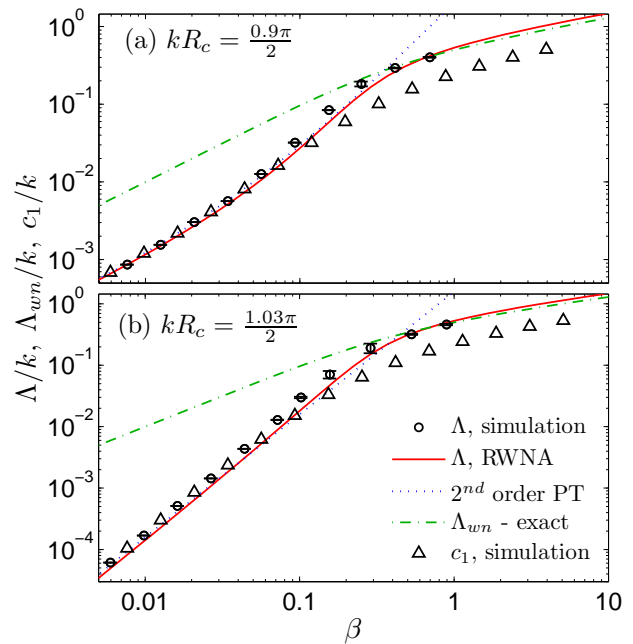 (a) kR_c = 0.9π/2
10^0
10^-1
10^-2
10^-3
Λ/k, Λ_wn/k, c_1/k
(b) kR_c = 1.03π/2
10^0
10^-1
10^-2
10^-3
10^-4
Λ, simulation
Λ, RWNA
2^nd order PT
Λ_wn - exact
c_1, simulation
0.01 0.1 1 10
β